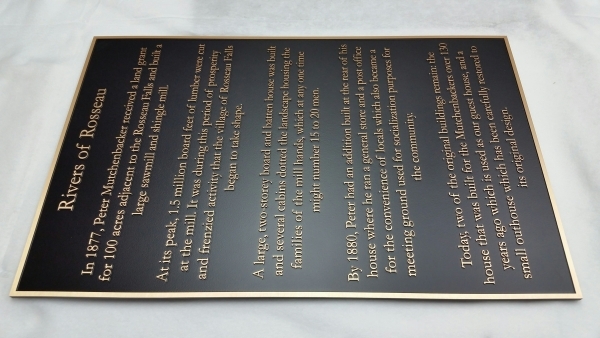 Rivers of Rosseau
In 1877, Peter Mutchenbacker received a land grant
for 100 acres adjacent to the Rosseau Falls and built a
large sawmill and shingle mill.
At its peak, 1.5 million board feet of lumber were cut
at the mill. It was during this period of prosperity
and frenzied activity that the village of Rosseau Falls
began to take shape.
A large, two storey board and batten house was built
and several cabins dotted the landscape housing the
families of the mill hands, which at any one time
might number 15 to 20 men.
By 1880, Peter had an addition built at the rear of his
house where he ran a general store and a post office
for the convenience of locals which also became a
meeting ground used for socialization purposes for
the community.
Today, two of the original buildings remain: the
house that was built for the Mutchenbackers over 130
years ago which is used as our guest house, and a
small outhouse which has been carefully restored to
its original design.